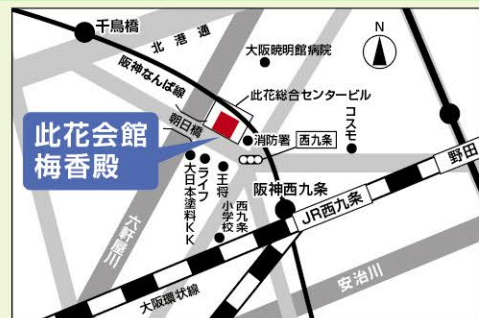 千鳥橋
北港通
阪神なんば線
大阪暁明館病院
N
此花総合センタービル
朝日橋
此花会館
梅香殿
消防署
西九条
コスモ
ライフ
大日本塗料KK
王将
西九条
小学校
阪神西九条
JR西九条
野田
六軒屋川
安治川
大阪環状線